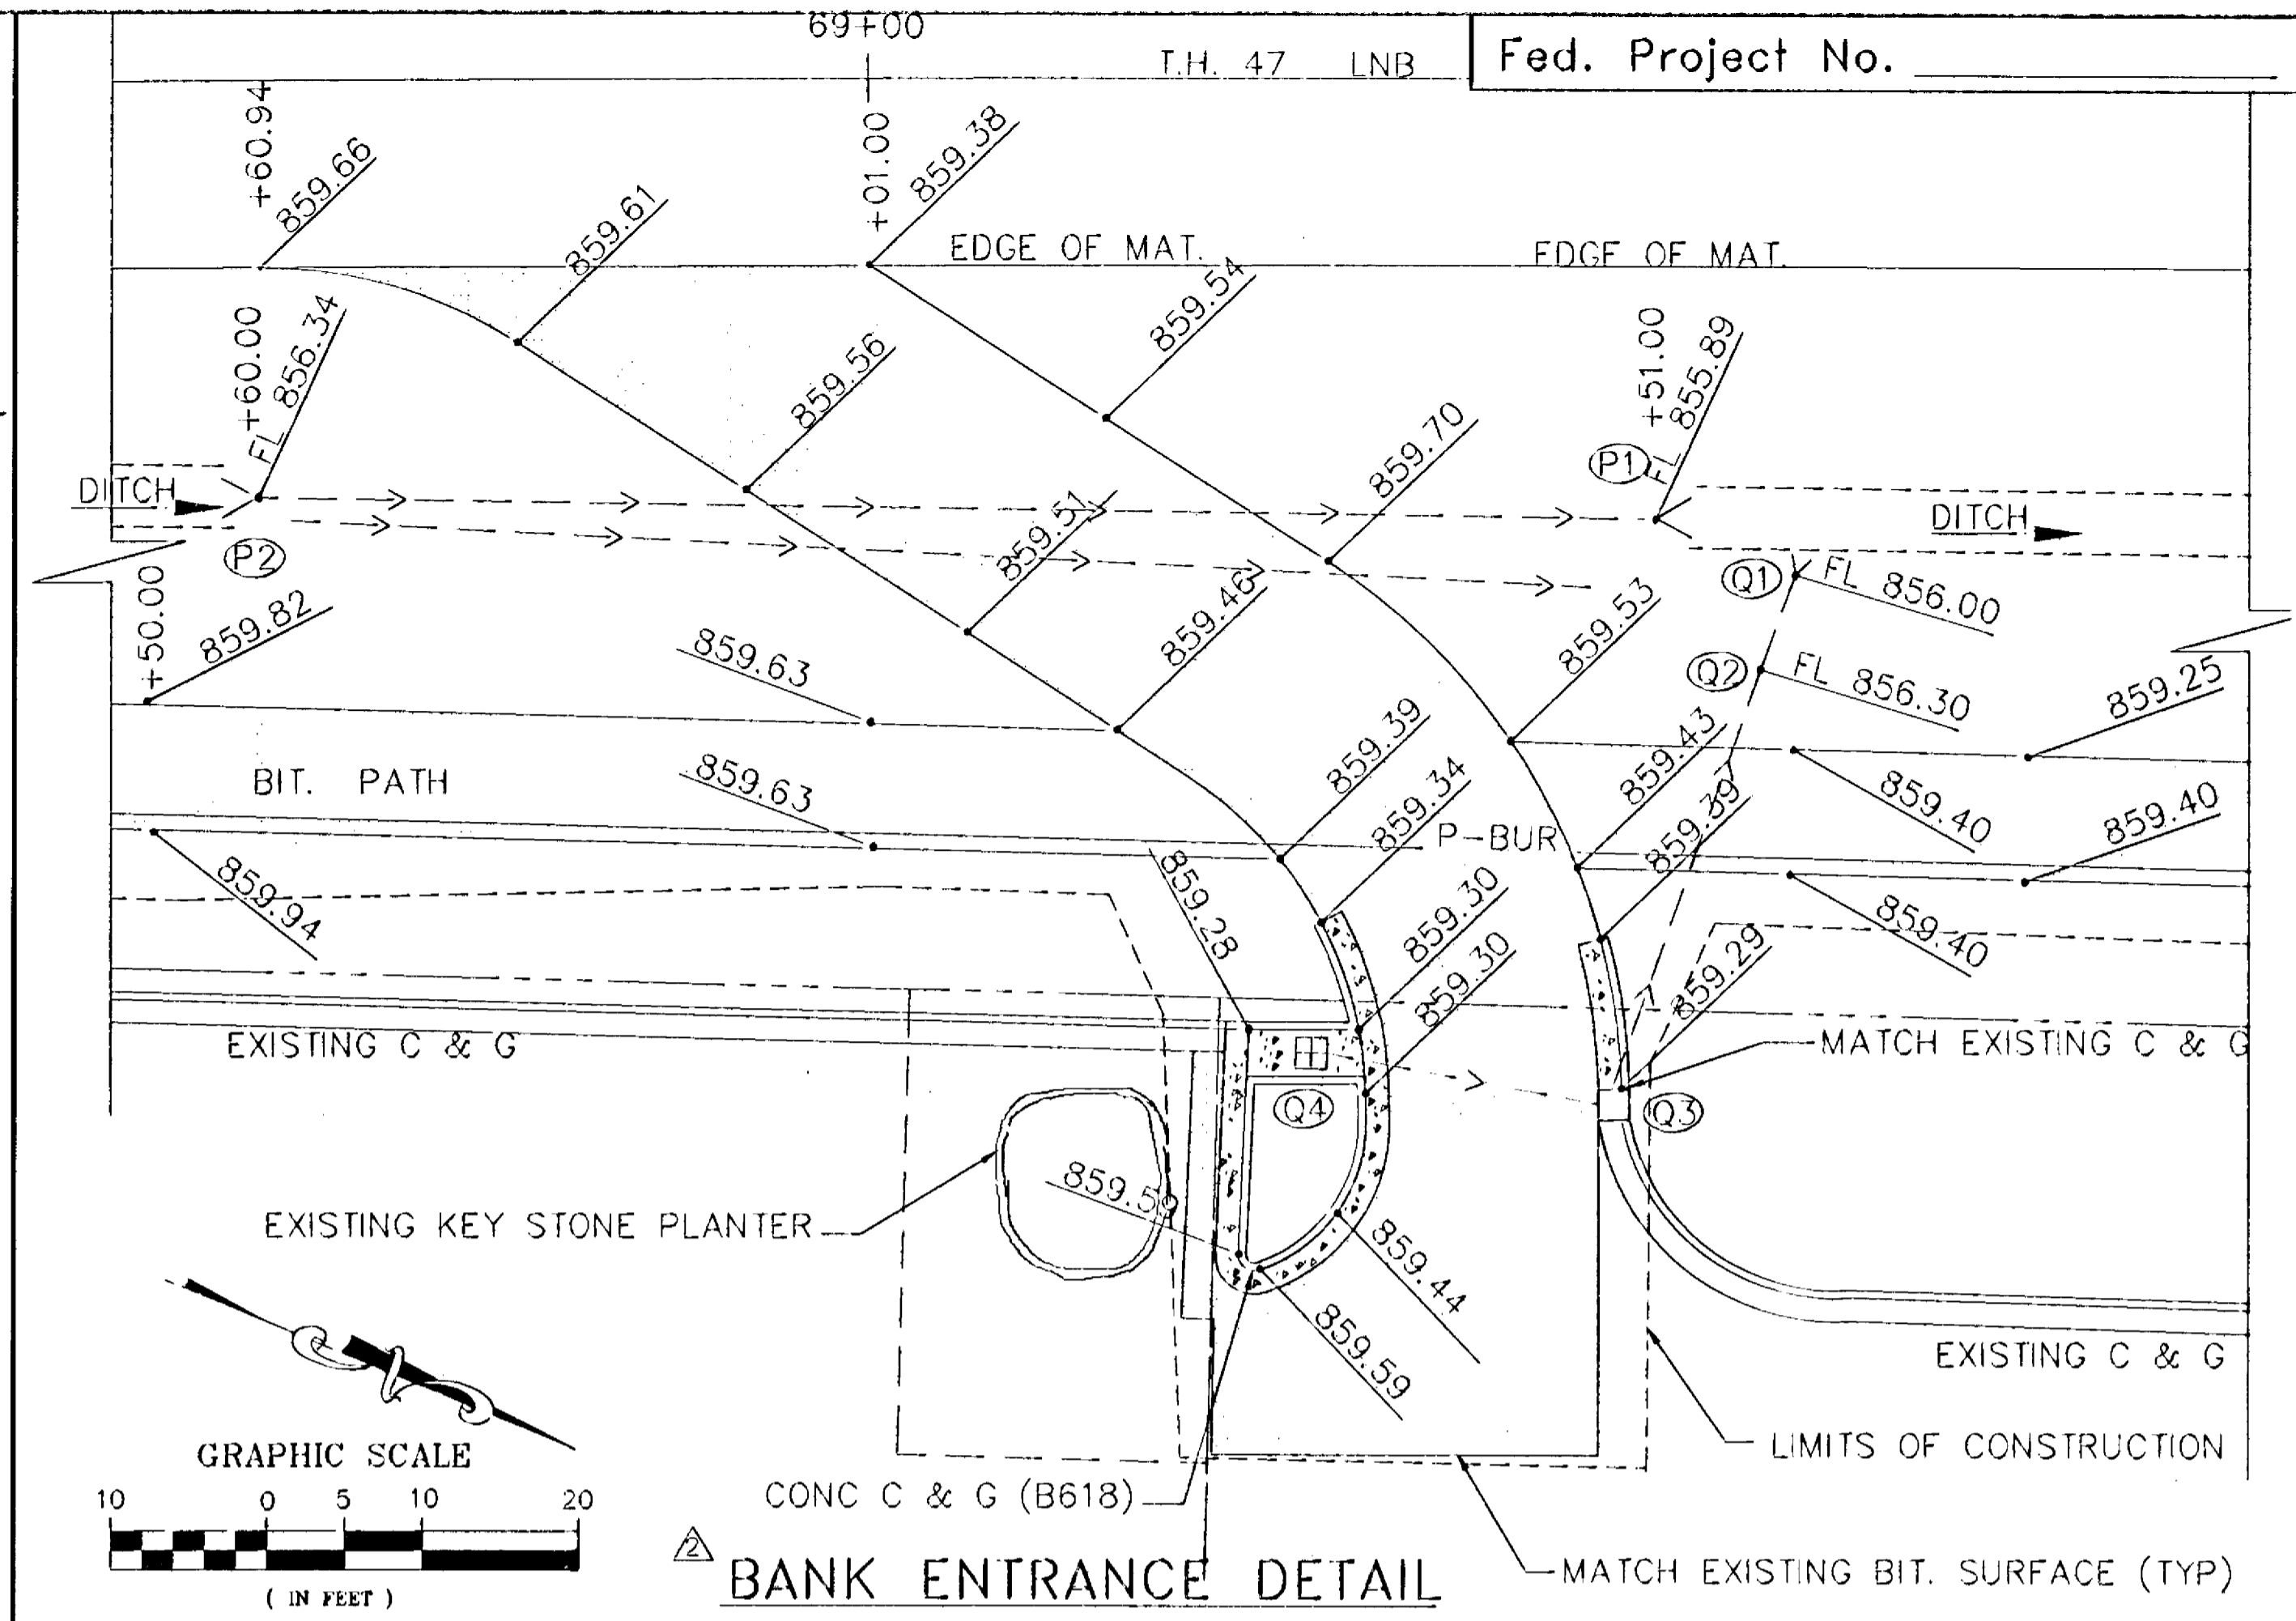 69+00
T.H. 47 LNB
Fed. Project No.
+60.94
859.66
859.61
+01.00
859.38
EDGE OF MAT.
EDGE OF MAT.
859.54
+60.00
FL 856.34
859.56
+51.00
FL 855.89
859.70
P1
DITCH
DITCH
P2
859.51
Q1
FL 856.00
+50.00
859.82
859.63
859.46
859.53
Q2
FL 856.30
859.25
BIT. PATH
859.63
859.39
859.43
859.34
859.40
859.40
P-BUR
859.39
859.94
859.28
859.30
859.40
859.30
859.29
EXISTING C & G
MATCH EXISTING C & G
Q4
Q3
EXISTING KEY STONE PLANTER
859.44
859.59
EXISTING C & G
GRAPHIC SCALE
LIMITS OF CONSTRUCTION
10 0 5 10 20
CONC C & G (B618)
( IN FEET )
2
BANK ENTRANCE DETAIL
MATCH EXISTING BIT. SURFACE (TYP)